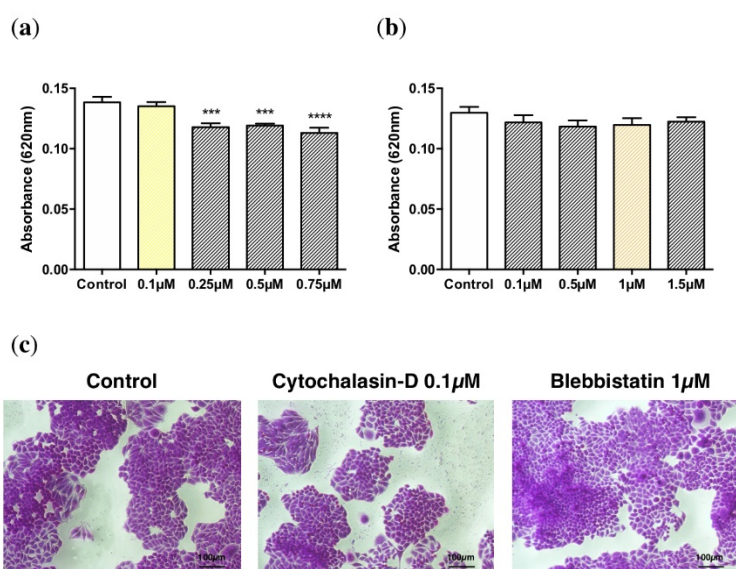 (a)
(b)
Absorbance (620nm)
0.15
0.10
0.05
0.00
*** *** ****
Control 0.1µM 0.25µM 0.5µM 0.75µM
Absorbance (620nm)
0.15
0.10
0.05
0.00
Control 0.1µM 0.5µM 1µM 1.5µM
(c)
Control
Cytochalasin-D 0.1µM
Blebbistatin 1µM
100µm
100µm
100µm